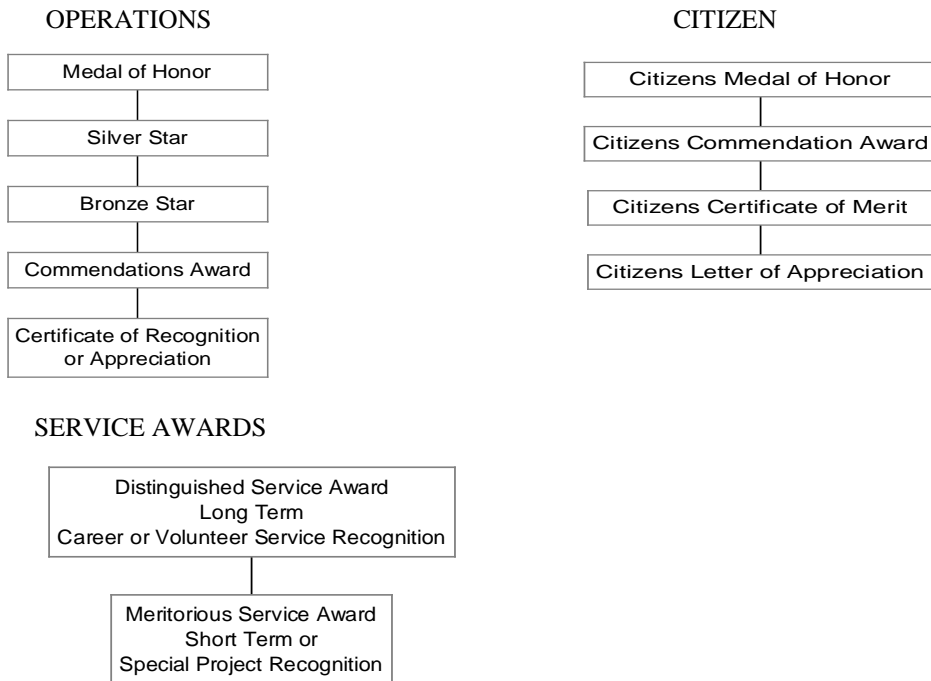 OPERATIONS
Medal of Honor
Silver Star
Bronze Star
Commendations Award
Certificate of Recognition
or Appreciation
CITIZEN
Citizens Medal of Honor
Citizens Commendation Award
Citizens Certificate of Merit
Citizens Letter of Appreciation
SERVICE AWARDS
Distinguished Service Award
Long Term
Career or Volunteer Service Recognition
Meritorious Service Award
Short Term or
Special Project Recognition